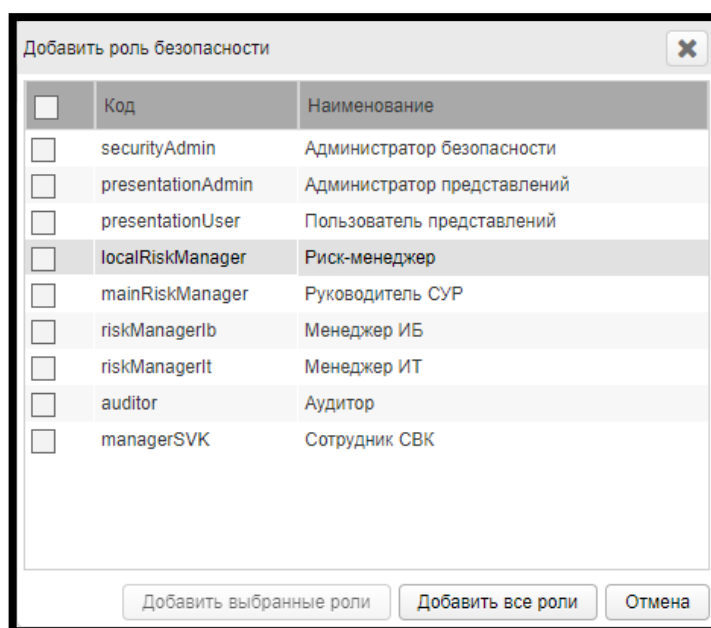 Добавить роль безопасности
Код Наименование
securityAdmin Администратор безопасности
presentationAdmin Администратор представлений
presentationUser Пользователь представлений
localRiskManager Риск-менеджер
mainRiskManager Руководитель СУР
riskManagerIb Менеджер ИБ
riskManagerIt Менеджер ИТ
auditor Аудитор
managerSVK Сотрудник СВК
Добавить выбранные роли Добавить все роли Отмена